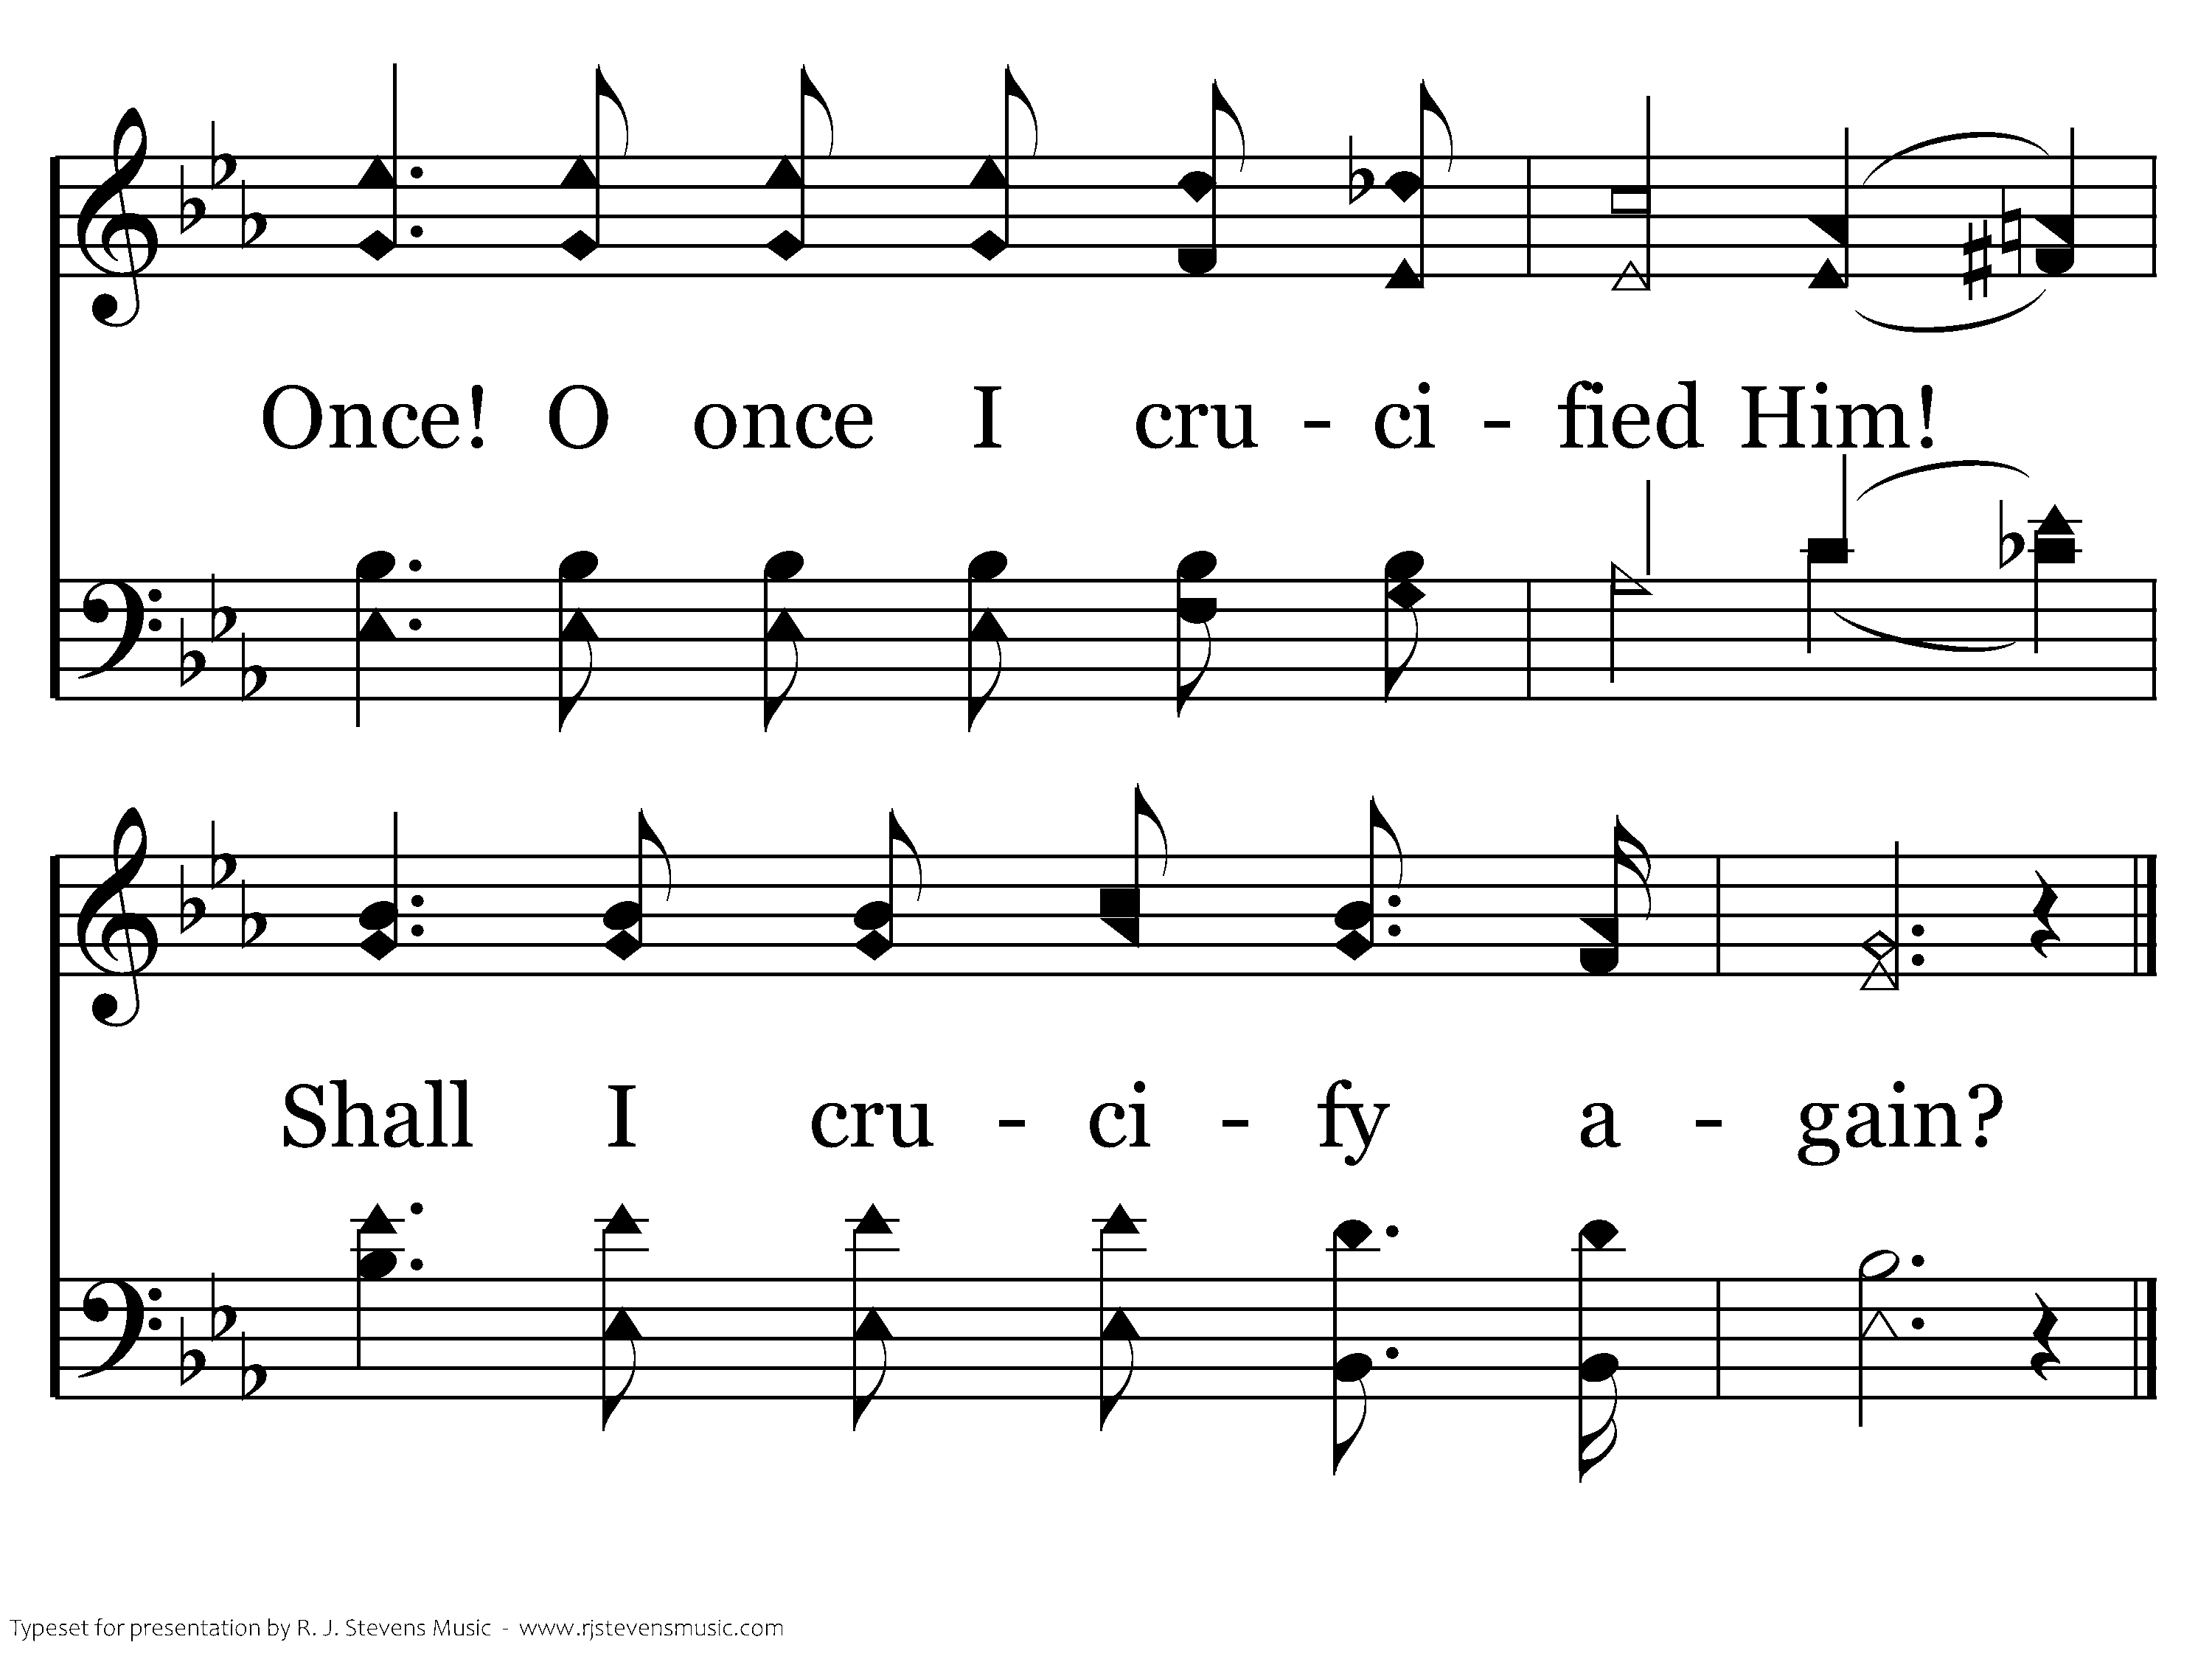 Once! O once I cru - ci - fied Him!
Shall I cru - ci - fy a - gain?
Typeset for presentation by R. J. Stevens Music - www.rjstevensmusic.com